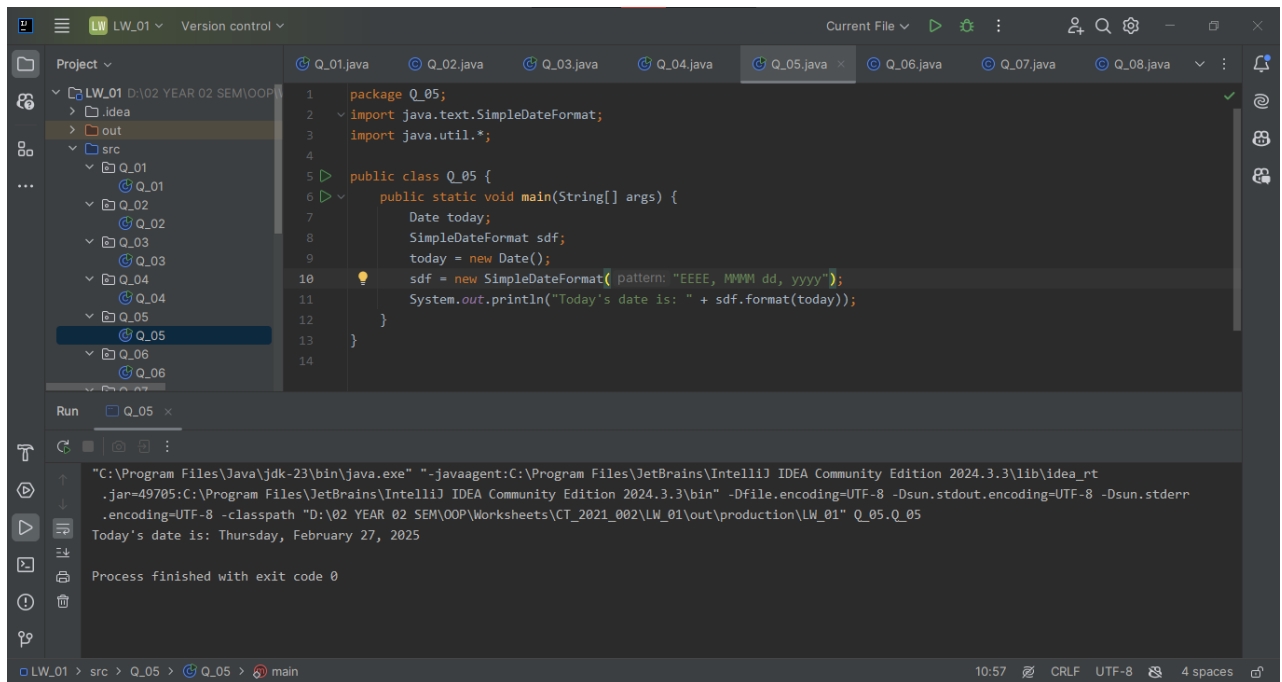 LW LW_01 Version control Current File
Project
Q_01.java Q_02.java Q_03.java Q_04.java Q_05.java Q_06.java Q_07.java Q_08.java
LW_01 D:\02 YEAR 02 SEM\OOP\
.idea
out
src
Q_01
Q_01
Q_02
Q_02
Q_03
Q_03
Q_04
Q_04
Q_05
Q_05
Q_06
Q_06
1 package Q_05;
2 import java.text.SimpleDateFormat;
3 import java.util.*;
4
5 public class Q_05 {
6 public static void main(String[] args) {
7 Date today;
8 SimpleDateFormat sdf;
9 today = new Date();
10 sdf = new SimpleDateFormat( pattern: "EEEE, MMMM dd, yyyy");
11 System.out.println("Today's date is: " + sdf.format(today));
12 }
13 }
14
Run Q_05
"C:\Program Files\Java\jdk-23\bin\java.exe" "-javaagent:C:\Program Files\JetBrains\IntelliJ IDEA Community Edition 2024.3.3\lib\idea_rt
.jar=49705:C:\Program Files\JetBrains\IntelliJ IDEA Community Edition 2024.3.3\bin" -Dfile.encoding=UTF-8 -Dsun.stdout.encoding=UTF-8 -Dsun.stderr
.encoding=UTF-8 -classpath "D:\02 YEAR 02 SEM\OOP\Worksheets\CT_2021_002\LW_01\out\production\LW_01" Q_05.Q_05
Today's date is: Thursday, February 27, 2025
Process finished with exit code 0
LW_01 > src > Q_05 > Q_05 > main 10:57 CRLF UTF-8 4 spaces